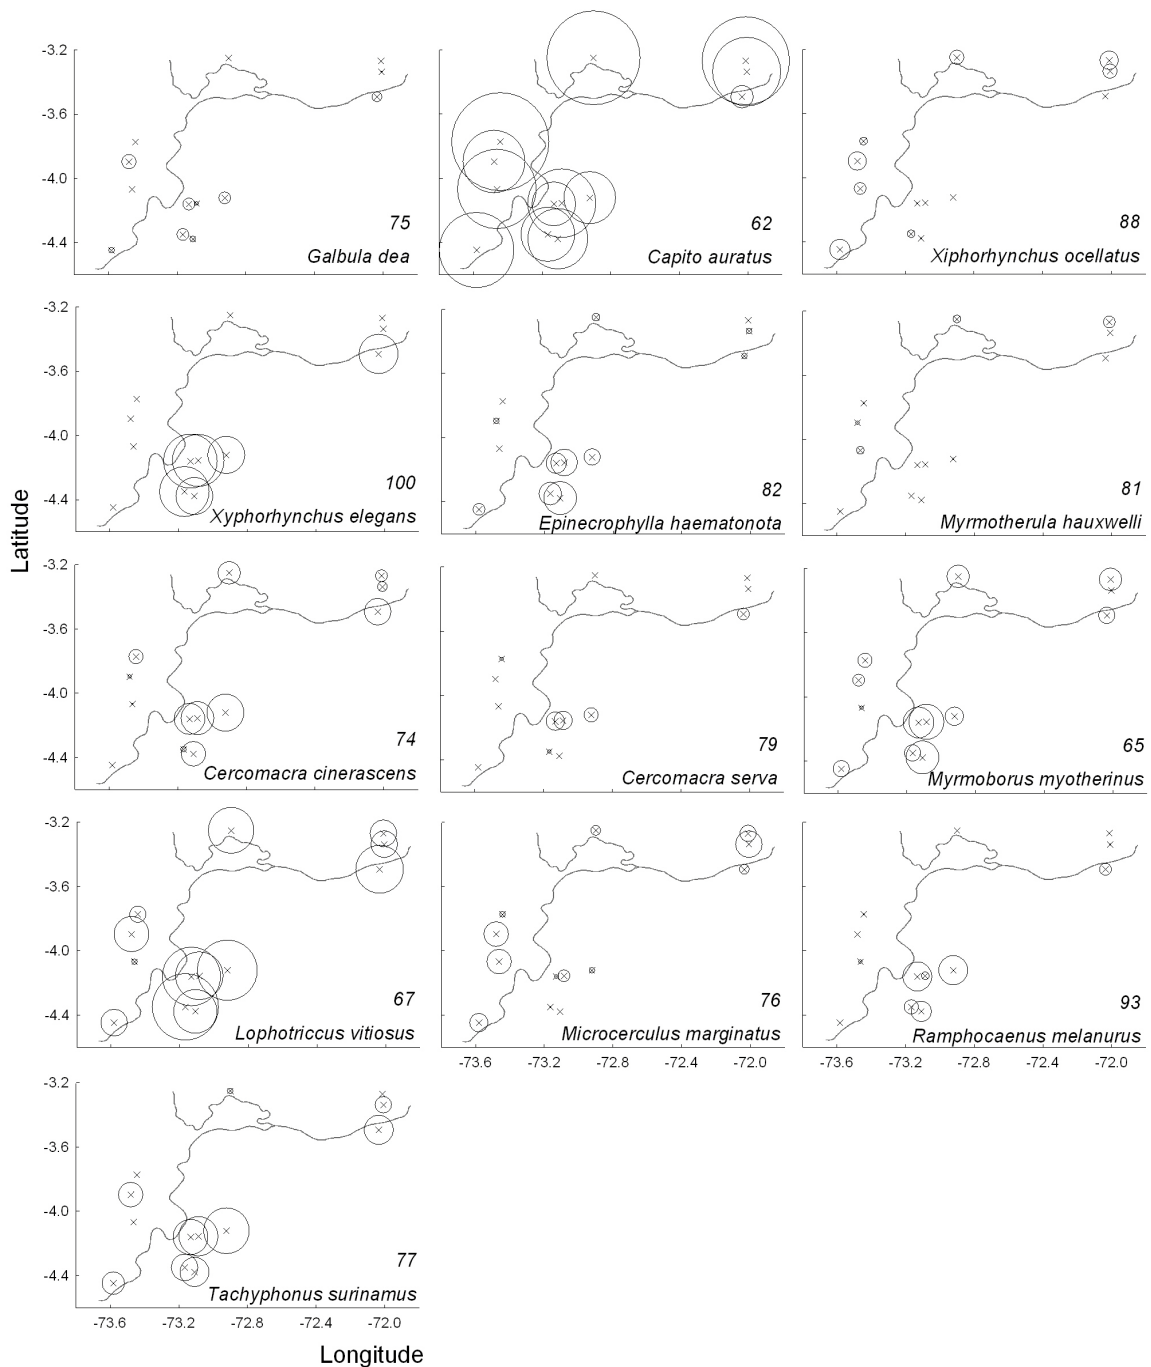 -3.2
-3.6
-4.0
-4.4
75
Galbula dea
62
Capito auratus
88
Xiphorhynchus ocellatus
-3.2
-3.6
-4.0
-4.4
100
Xyphorhynchus elegans
82
Epinecrophylla haematonota
81
Myrmotherula hauxwelli
Latitude
-3.2
-3.6
-4.0
-4.4
74
Cercomacra cinerascens
79
Cercomacra serva
65
Myrmoborus myotherinus
-3.2
-3.6
-4.0
-4.4
67
Lophotriccus vitiosus
76
Microcerculus marginatus
93
Ramphocaenus melanurus
-73.6 -73.2 -72.8 -72.4 -72.0
-73.6 -73.2 -72.8 -72.4 -72.0
-3.2
-3.6
-4.0
-4.4
77
Tachyphonus surinamus
-73.6 -73.2 -72.8 -72.4 -72.0
Longitude